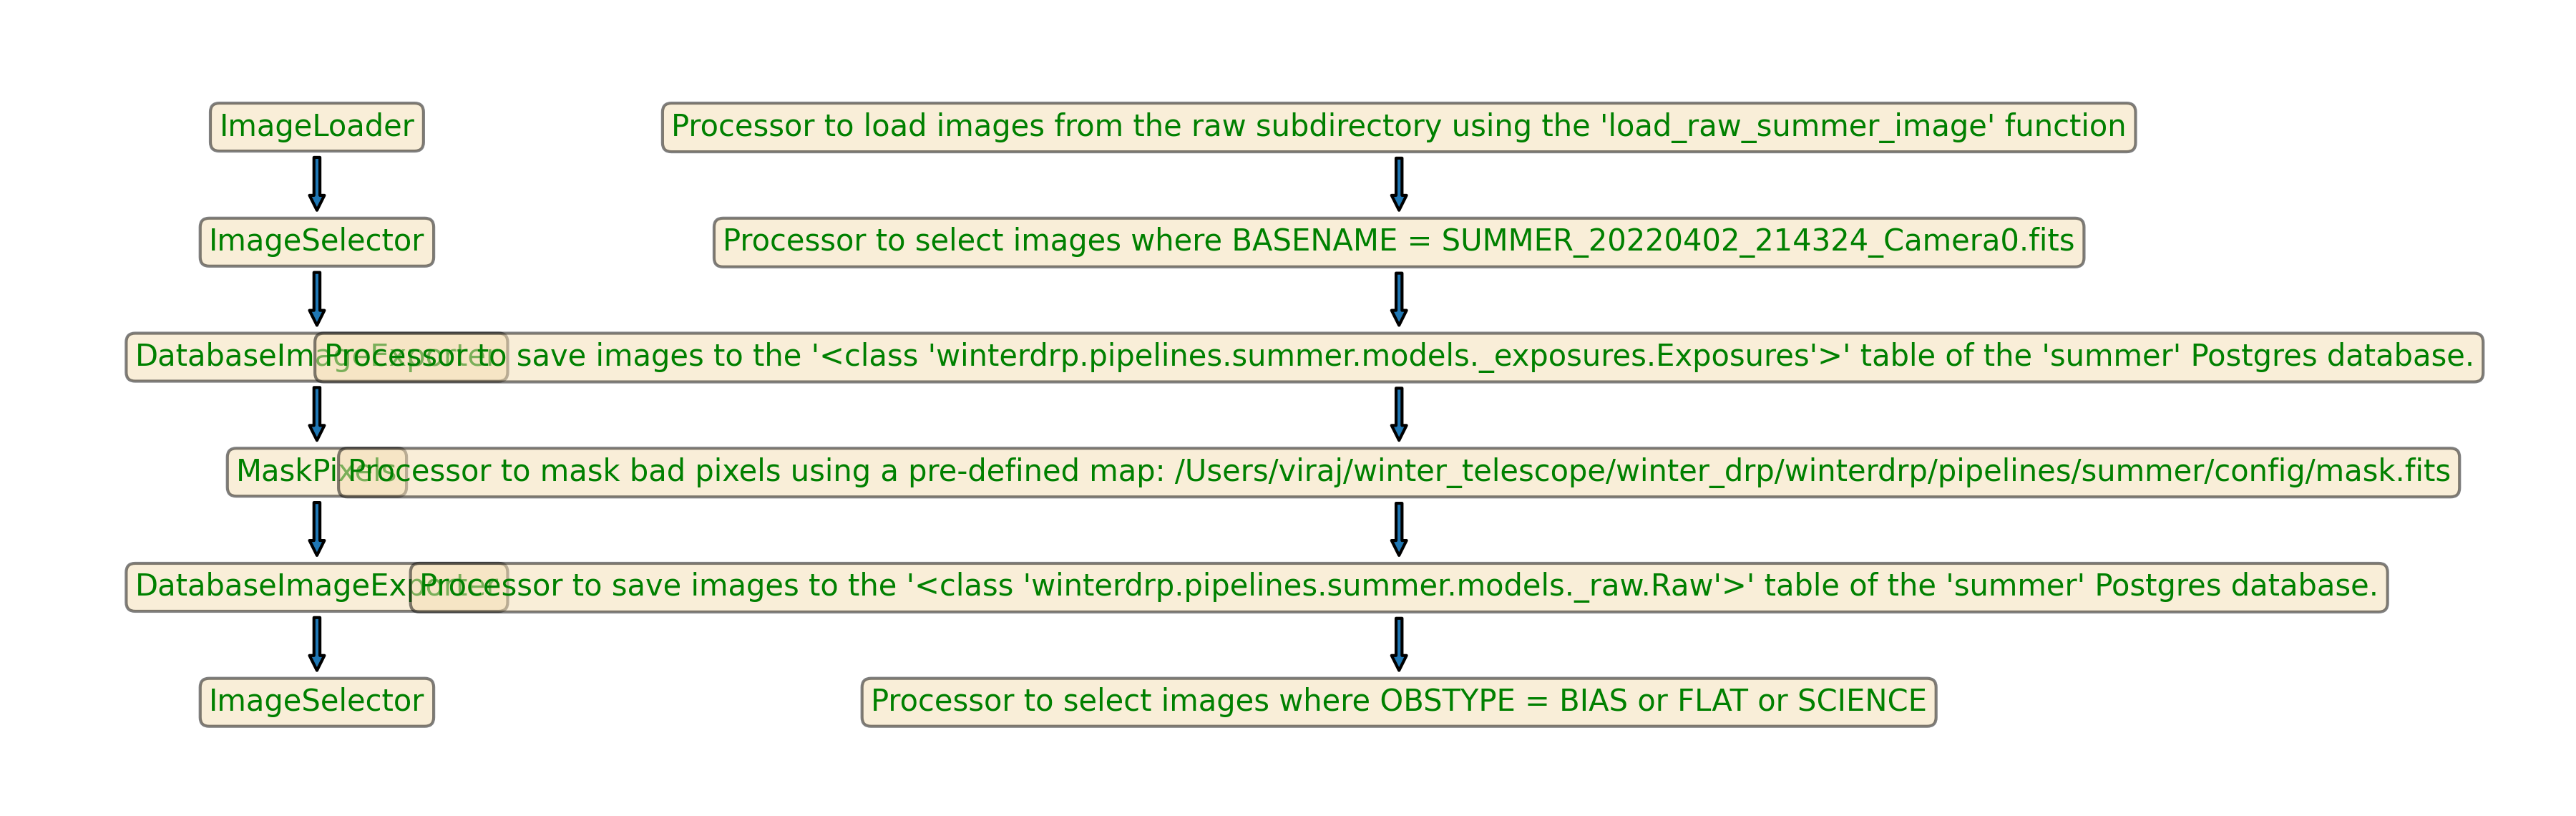 ImageLoader
Processor to load images from the raw subdirectory using the 'load_raw_summer_image' function
ImageSelector
Processor to select images where BASENAME = SUMMER_20220402_214324_Camera0.fits
DatabaseImageExporter
Processor to save images to the '<class 'winterdrp.pipelines.summer.models._exposures.Exposures'>' table of the 'summer' Postgres database.
MaskPixels
Processor to mask bad pixels using a pre-defined map: /Users/viraj/winter_telescope/winter_drp/winterdrp/pipelines/summer/config/mask.fits
DatabaseImageExporter
Processor to save images to the '<class 'winterdrp.pipelines.summer.models._raw.Raw'>' table of the 'summer' Postgres database.
ImageSelector
Processor to select images where OBSTYPE = BIAS or FLAT or SCIENCE